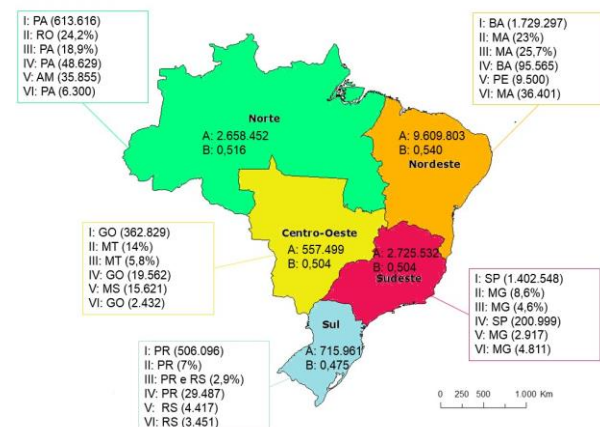 I: PA (613.616)
II: RO (24,2%)
III: PA (18,9%)
IV: PA (48.629)
V: AM (35.855)
VI: PA (6.300)
I: BA (1.729.297)
II: MA (23%)
III: MA (25,7%)
IV: BA (95.565)
V: PE (9.500)
VI: MA (36.401)
Norte
A: 2.658.452
B: 0,516
A: 9.609.803
B: 0,540
Nordeste
I: GO (362.829)
II: MT (14%)
III: MT (5,8%)
IV: GO (19.562)
V: MS (15.621)
VI: GO (2.432)
Centro-Oeste
A: 557.499
B: 0,504
A: 2.725.532
B: 0,504
Sudeste
I: SP (1.402.548)
II: MG (8,6%)
III: MG (4,6%)
IV: SP (200.999)
V: MG (2.917)
VI: MG (4.811)
Sul
A: 715.961
B: 0,475
I: PR (506.096)
II: PR (7%)
III: PR e RS (2,9%)
IV: PR (29.487)
V: RS (4.417)
VI: RS (3.451)
0 250 500 1.000 Km